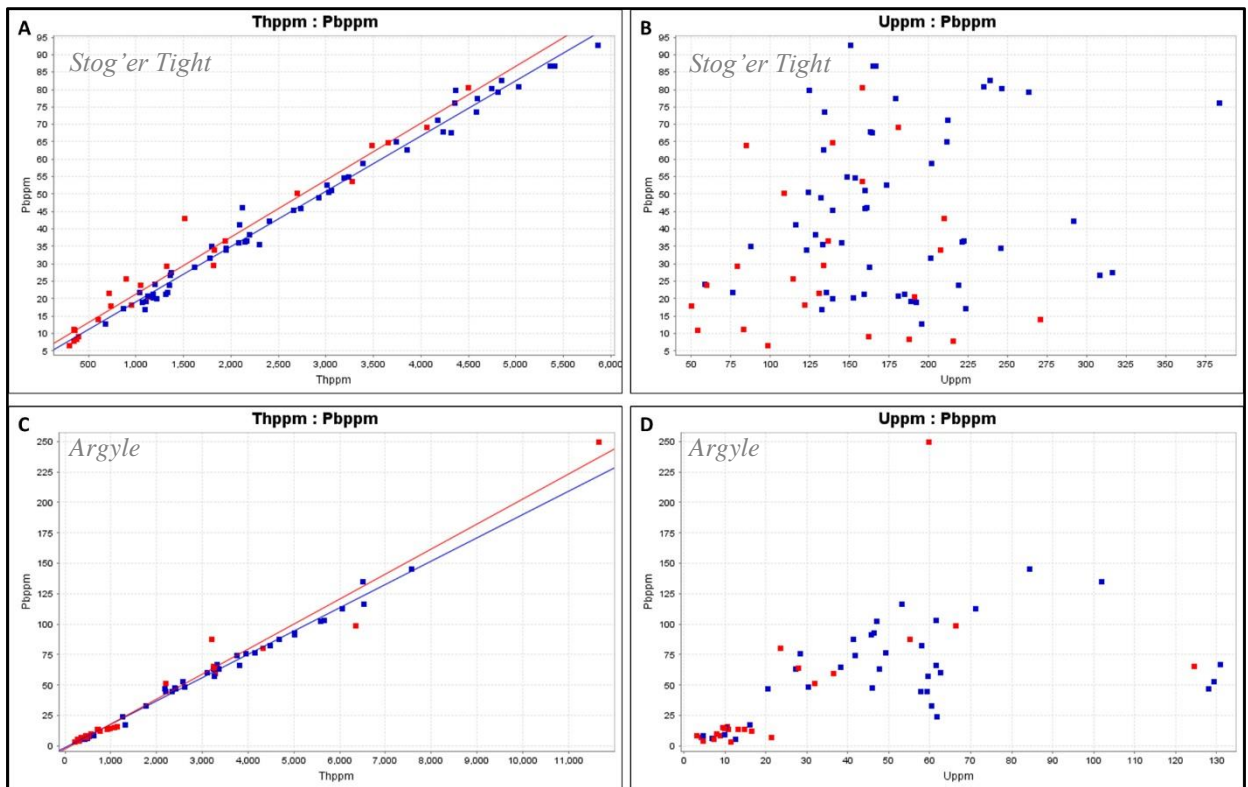 A
Thppm : Pbppm
Stog'er Tight
Pbppm
95
90
85
80
75
70
65
60
55
50
45
40
35
30
25
20
15
10
5
500 1,000 1,500 2,000 2,500 3,000 3,500 4,000 4,500 5,000 5,500 6,000
Thppm
B
Uppm : Pbppm
Stog'er Tight
Pbppm
95
90
85
80
75
70
65
60
55
50
45
40
35
30
25
20
15
10
5
50 75 100 125 150 175 200 225 250 275 300 325 350 375
Uppm
C
Thppm : Pbppm
Argyle
Pbppm
250
225
200
175
150
125
100
75
50
25
0
0 1,000 2,000 3,000 4,000 5,000 6,000 7,000 8,000 9,000 10,000 11,000
Thppm
D
Uppm : Pbppm
Argyle
Pbppm
250
225
200
175
150
125
100
75
50
25
0
0 10 20 30 40 50 60 70 80 90 100 110 120 130
Uppm